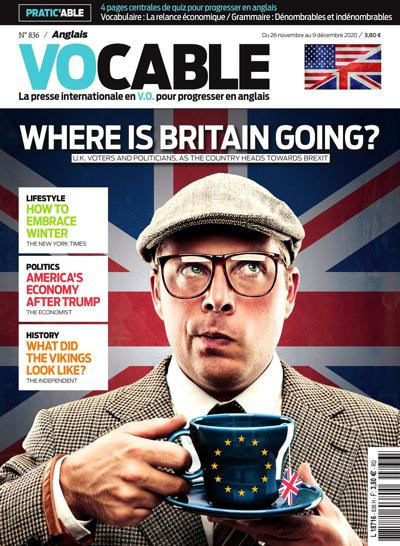 PRATIC'ABLE
4 pages centrales de quiz pour progresser en anglais
Vocabulaire : La relance économique / Grammaire : Dénombrables et indénombrables
N° 836 / Anglais
Du 26 novembre au 9 décembre 2020 / 3,80 €
VOCABLE
La presse internationale en V.O. pour progresser en anglais
WHERE IS BRITAIN GOING?
U.K. VOTERS AND POLITICIANS, AS THE COUNTRY HEADS TOWARDS BREXIT
LIFESTYLE
HOW TO
EMBRACE
WINTER
THE NEW YORK TIMES
POLITICS
AMERICA'S
ECONOMY
AFTER TRUMP
THE ECONOMIST
HISTORY
WHAT DID
THE VIKINGS
LOOK LIKE?
THE INDEPENDENT
L 18716 - 836 H - F: 3,80 € - RD